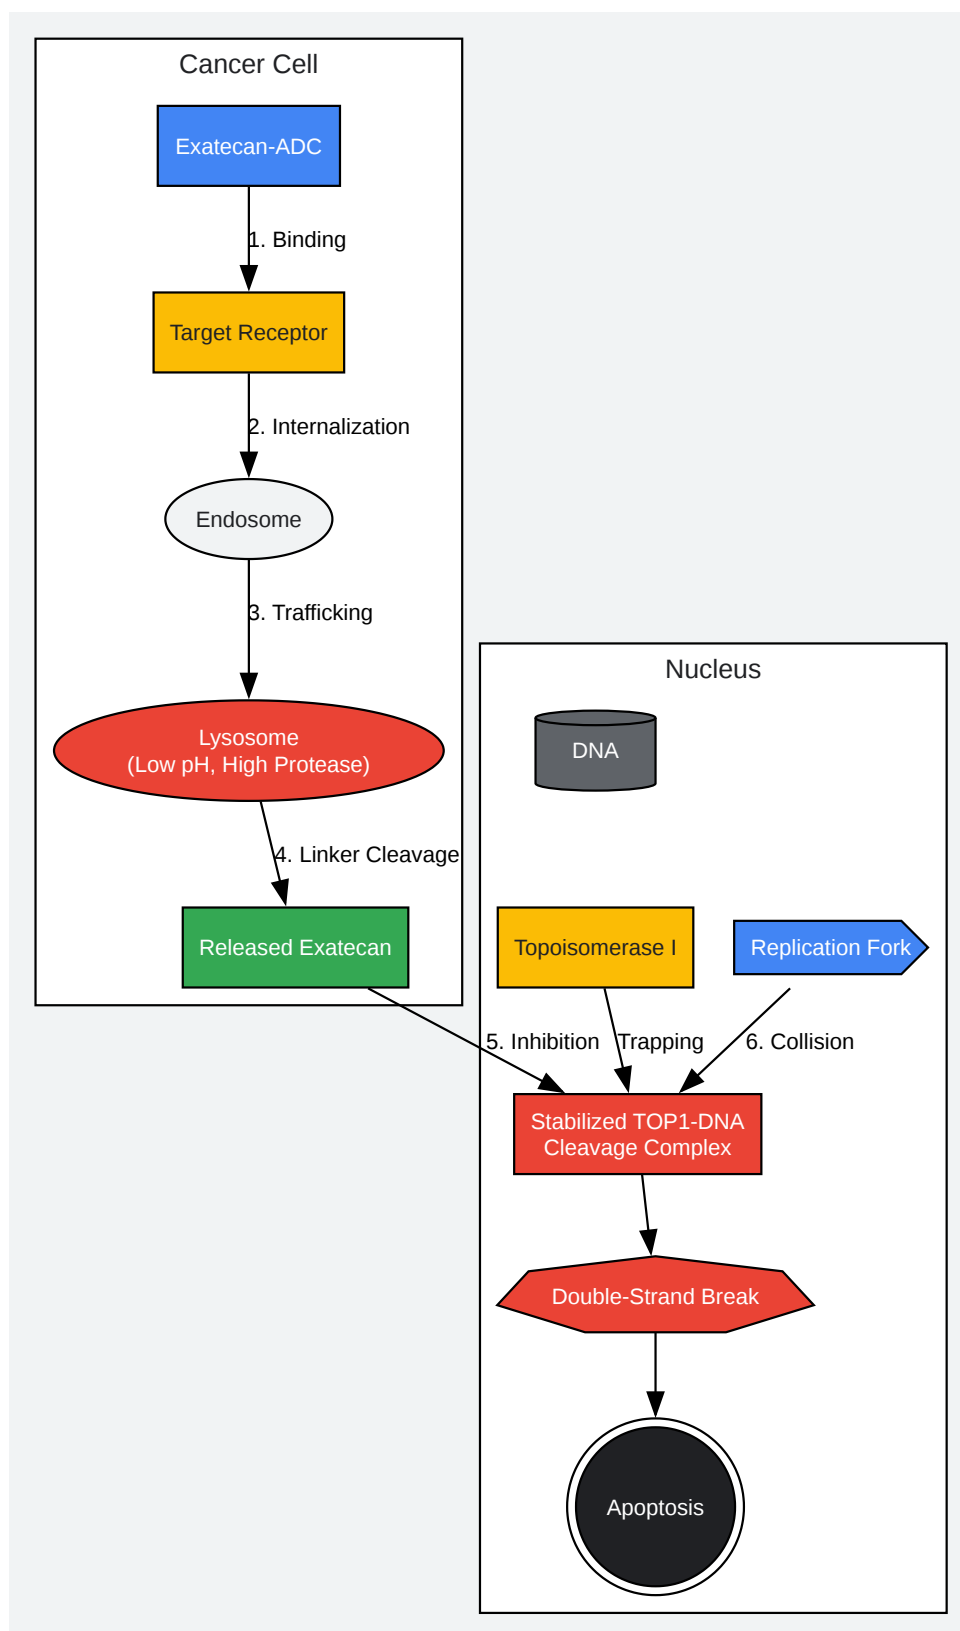 Cancer Cell
Exatecan-ADC
1. Binding
Target Receptor
2. Internalization
Endosome
3. Trafficking
Lysosome
(Low pH, High Protease)
4. Linker Cleavage
Released Exatecan
Nucleus
DNA
Topoisomerase I
Replication Fork
5. Inhibition
Trapping
6. Collision
Stabilized TOP1-DNA
Cleavage Complex
Double-Strand Break
Apoptosis